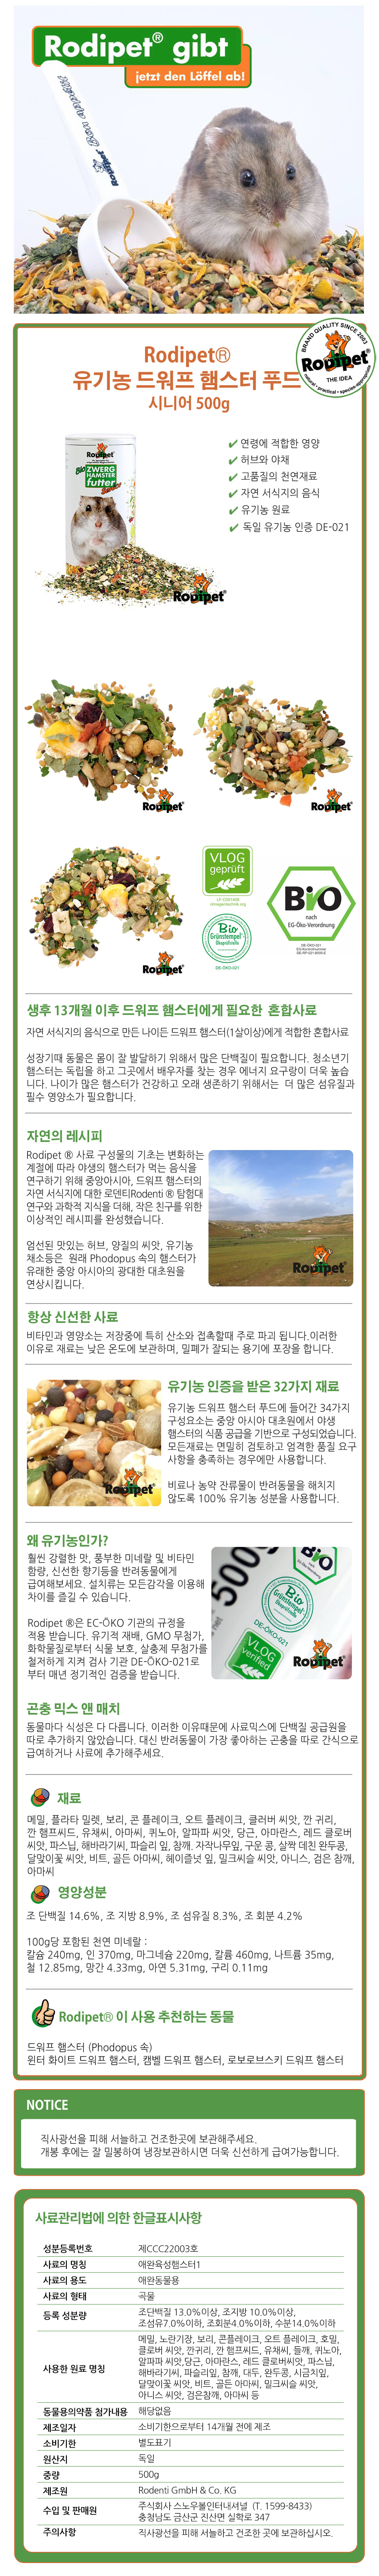 Rodipet® gibt
jetzt den Löffel ab!
Rodipet®
유기농 드워프 햄스터 푸드
시니어 500g
BRAND QUALITY SINCE 2003
Rodipet®
THE IDEA
natural • practical • species-appropriate
Rodipet®
Bio
ZWERG
HAMSTER
futter
Senior
Rodipet®
✔ 연령에 적합한 영양
✔ 허브와 야채
✔ 고품질의 천연재료
✔ 자연 서식지의 음식
✔ 유기농 원료
✔ 독일 유기농 인증 DE-021
Rodipet®
Rodipet®
Rodipet®
VLOG
geprüft
Bio
Grünstempel®
Ökoprüfstelle
DE-ÖKO-021
Bio
nach
EG-Öko-Verordnung
DE-ÖKO-021
생후 13개월 이후 드워프 햄스터에게 필요한 혼합사료
자연 서식지의 음식으로 만든 나이든 드워프 햄스터(1살이상)에게 적합한 혼합사료
성장기때 동물은 몸이 잘 발달하기 위해서 많은 단백질이 필요합니다. 청소년기
햄스터는 독립을 하고 그곳에서 배우자를 찾는 경우 에너지 요구랑이 더욱 높습
니다. 나이가 많은 햄스터가 건강하고 오래 생존하기 위해서는 더 많은 섬유질과
필수 영양소가 필요합니다.
자연의 레시피
Rodipet ® 사료 구성물의 기초는 변화하는
계절에 따라 야생의 햄스터가 먹는 음식을
연구하기 위해 중앙아시아, 드워프 햄스터의
자연 서식지에 대한 로덴티Rodenti ® 탐험대
연구와 과학적 지식을 더해, 작은 친구를 위한
이상적인 레시피를 완성했습니다.
엄선된 맛있는 허브, 양질의 씨앗, 유기농
채소등은 원래 Phodopus 속의 햄스터가
유래한 중앙 아시아의 광대한 대초원을
연상시킵니다.
Rodipet®
항상 신선한 사료
비타민과 영양소는 저장중에 특히 산소와 접촉할때 주로 파괴 됩니다.이러한
이유로 재료는 낮은 온도에 보관하며, 밀폐가 잘되는 용기에 포장을 합니다.
Rodipet®
유기농 인증을 받은 32가지 재료
유기농 드워프 햄스터 푸드에 들어간 34가지
구성요소는 중앙 아시아 대초원에서 야생
햄스터의 식품 공급을 기반으로 구성되었습니다.
모든재료는 면밀히 검토하고 엄격한 품질 요구
사항을 충족하는 경우에만 사용합니다.
비료나 농약 잔류물이 반려동물을 해치지
않도록 100% 유기농 성분을 사용합니다.
왜 유기농인가?
훨씬 강렬한 맛, 풍부한 미네랄 및 비타민
함량, 신선한 향기등을 반려동물에게
급여해보세요. 설치류는 모든감각을 이용해
차이를 즐길 수 있습니다.
Rodipet ®은 EC-ÖKO 기관의 규정을
적용 받습니다. 유기적 재배, GMO 무첨가,
화학물질로부터 식물 보호, 살충제 무첨가를
철저하게 지켜 검사 기관 DE-ÖKO-021로
부터 매년 정기적인 검증을 받습니다.
500g
Bio
Grünstempel®
Ökoprüfstelle
DE-ÖKO-021
VLOG
verified
Rodipet®
곤충 믹스 앤 매치
동물마다 식성은 다 다릅니다. 이러한 이유때문에 사료믹스에 단백질 공급원을
따로 추가하지 않았습니다. 대신 반려동물이 가장 좋아하는 곤충을 따로 간식으로
급여하거나 사료에 추가해주세요.
재료
메밀, 플라타 밀렛, 보리, 콘 플레이크, 오트 플레이크, 클러버 씨앗, 깐 귀리,
깐 햄프씨드, 유채씨, 아마씨, 퀴노아, 알파파 씨앗, 당근, 아마란스, 레드 클로버
씨앗, 파스닙, 해바라기씨, 파슬리 잎, 참깨. 자작나무잎, 구운 콩, 살짝 데친 완두콩,
달맞이꽃 씨앗, 비트, 골든 아마씨, 헤이즐넛 잎, 밀크씨슬 씨앗, 아니스, 검은 참깨,
아마씨
영양성분
조 단백질 14.6%, 조 지방 8.9%, 조 섬유질 8.3%, 조 회분 4.2%
100g당 포함된 천연 미네랄 :
칼슘 240mg, 인 370mg, 마그네슘 220mg, 칼륨 460mg, 나트륨 35mg,
철 12.85mg, 망간 4.33mg, 아연 5.31mg, 구리 0.11mg
Rodipet® 이 사용 추천하는 동물
드워프 햄스터 (Phodopus 속)
윈터 화이트 드워프 햄스터, 캠벨 드워프 햄스터, 로보로브스키 드워프 햄스터
NOTICE
직사광선을 피해 서늘하고 건조한곳에 보관해주세요.
개봉 후에는 잘 밀봉하여 냉장보관하시면 더욱 신선하게 급여가능합니다.
사료관리법에 의한 한글표시사항
성분등록번호 제CCC22003호
사료의 명칭 애완육성햄스터1
사료의 용도 애완동물용
사료의 형태 곡물
등록 성분량 조단백질 13.0%이상, 조지방 10.0%이상,
조섬유7.0%이하, 조회분4.0%이하, 수분14.0%이하
사용한 원료 명칭 메밀, 노란기장, 보리, 콘플레이크, 오트 플레이크, 호밀,
클로버 씨앗, 깐귀리, 깐 햄프씨드, 유채씨, 들깨, 퀴노아,
알파파 씨앗,당근, 아마란스, 레드 클로버씨앗, 파스닙,
해바라기씨, 파슬리잎, 참깨, 대두, 완두콩, 시금치잎,
달맞이꽃 씨앗, 비트, 골든 아마씨, 밀크씨슬 씨앗,
아니스 씨앗, 검은참깨, 아마씨 등
동물용의약품 첨가내용 해당없음
제조일자 소비기한으로부터 14개월 전에 제조
소비기한 별도표기
원산지 독일
중량 500g
제조원 Rodenti GmbH & Co. KG
수입 및 판매원 주식회사 스노우볼인터내셔널 (T. 1599-8433)
충청남도 금산군 진산면 실학로 347
주의사항 직사광선을 피해 서늘하고 건조한 곳에 보관하십시오.